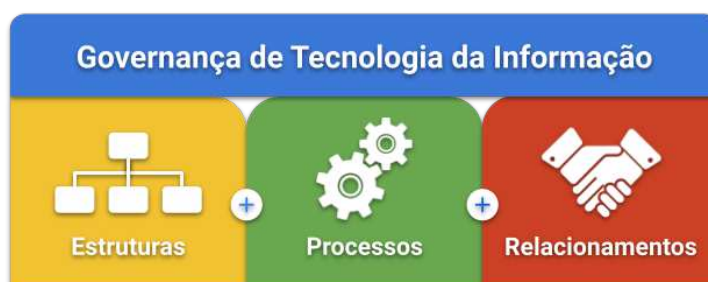 Governança de Tecnologia da Informação
+ +
Estruturas Processos Relacionamentos